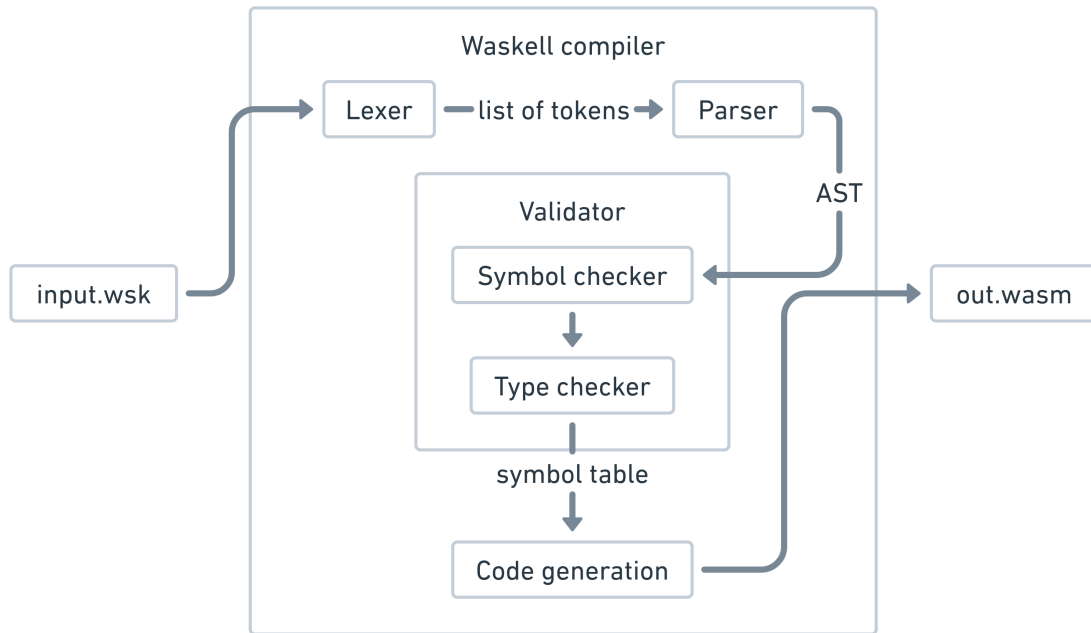 Waskell compiler
Lexer
list of tokens
Parser
AST
Validator
Symbol checker
input.wsk
out.wasm
Type checker
symbol table
Code generation